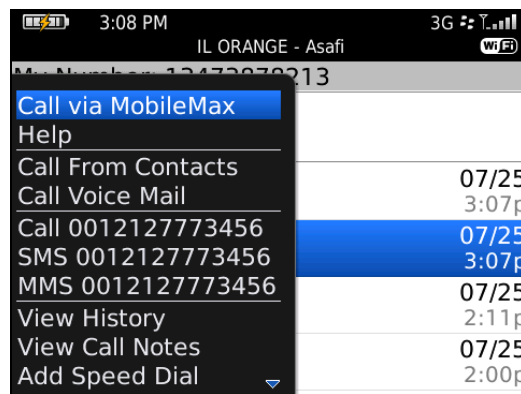 3:08 PM
3G
IL ORANGE - Asafi
WiFi
213
Call via MobileMax
Help
Call From Contacts
Call Voice Mail
07/25
3:07p
Call 0012127773456
07/25
SMS 0012127773456
3:07p
MMS 0012127773456
07/25
View History
2:11p
View Call Notes
07/25
Add Speed Dial
2:00p